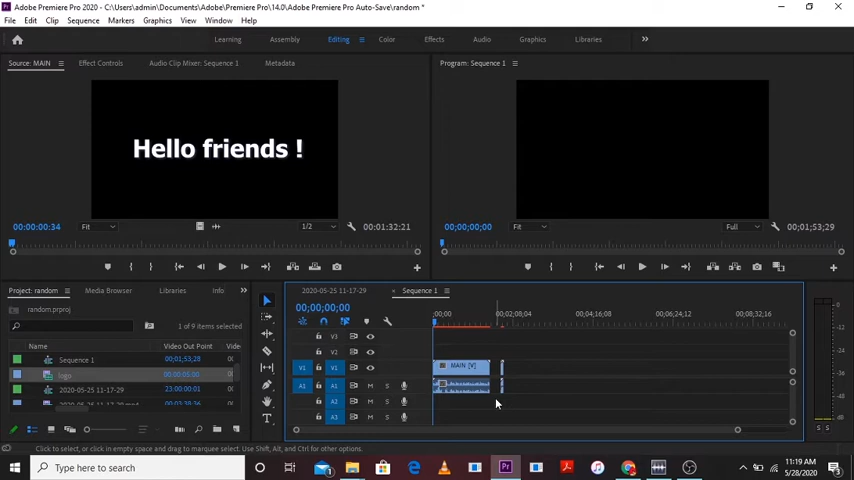 Adobe Premiere Pro 2020 - C:\Users\admin\Documents\Adobe\Premiere Pro\14.0\Adobe Premiere Pro Auto-Save\random *
File Edit Clip Sequence Markers Graphics View Window Help
Learning Assembly Editing Color Effects Audio Graphics Libraries
Source: MAIN Effect Controls Audio Clip Mixer: Sequence 1 Metadata Program: Sequence 1
Hello friends !
00:00:00:34 Fit 1/2 00:01:32:21 00;00;00;00 Fit Full 00;01;53;29
Project: random Media Browser Libraries Info
2020-05-25 11-17-29 × Sequence 1
random.prproj
00;00;00;00
;00;00 00;02;08;04 00;04;16;08 00;06;24;12 00;08;32;16
1 of 9 items selected
Name Video Out Point
V3
V2
Sequence 1 00;01;53;28
V1 V1 MAIN [V]
logo 00;00;05;00
A1 A1 M S
2020-05-25 11-17-29 23:00:00:01
A2 M S
A3 M S
Click to select, or click in empty space and drag to marquee select. Use Shift, Alt, and Ctrl for other options.
S S
Type here to search
11:19 AM
5/28/2020